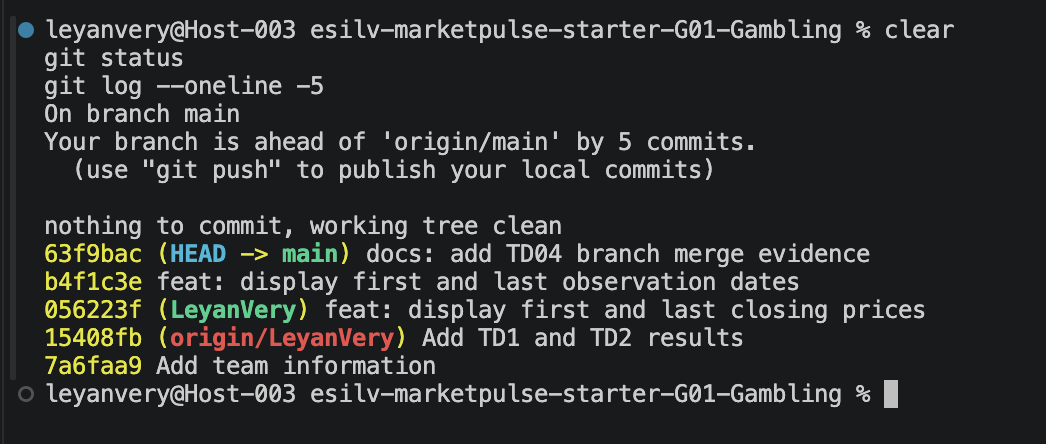 leyanvery@Host-003 esilv-marketpulse-starter-G01-Gambling % clear
git status
git log --oneline -5
On branch main
Your branch is ahead of 'origin/main' by 5 commits.
  (use "git push" to publish your local commits)

nothing to commit, working tree clean
63f9bac (HEAD -> main) docs: add TD04 branch merge evidence
b4f1c3e feat: display first and last observation dates
056223f (LeyanVery) feat: display first and last closing prices
15408fb (origin/LeyanVery) Add TD1 and TD2 results
7a6faa9 Add team information
leyanvery@Host-003 esilv-marketpulse-starter-G01-Gambling %